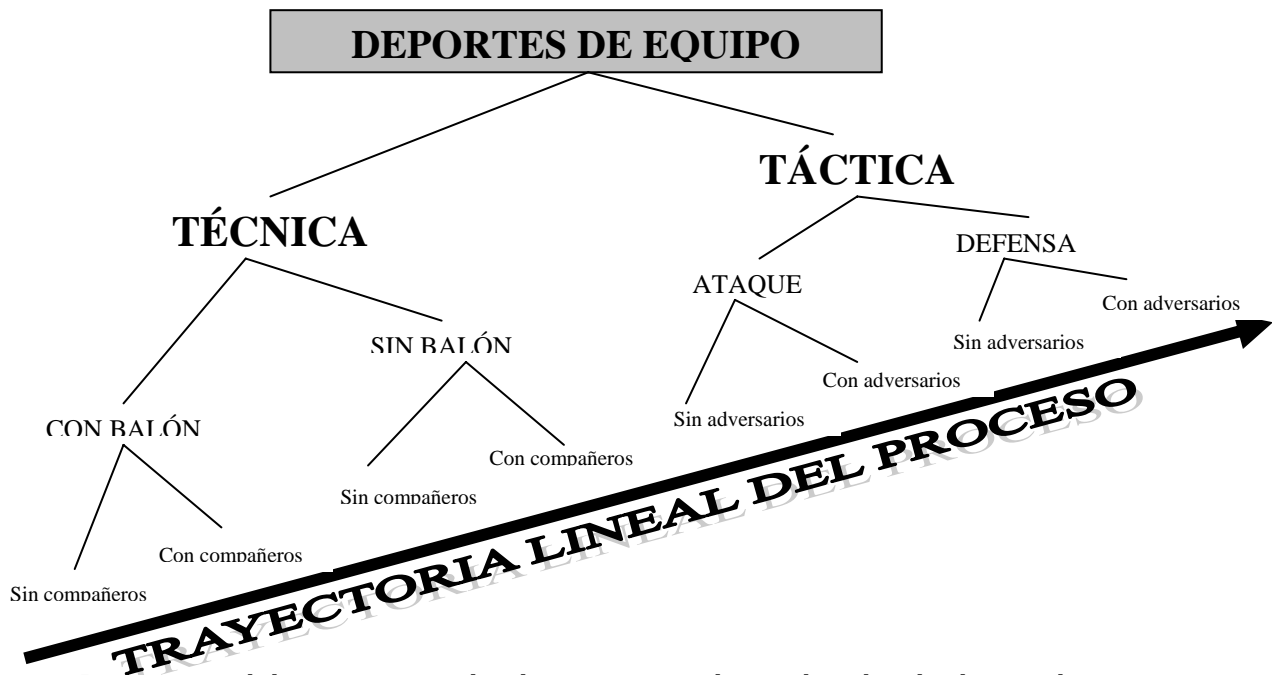 DEPORTES DE EQUIPO
TÁCTICA
TÉCNICA
DEFENSA
ATAQUE
Con adversarios
Sin adversarios
SIN BALÓN
Con adversarios
Sin adversarios
CON BALÓN
Con compañeros
Sin compañeros
Con compañeros
Sin compañeros
TRAYECTORIA LINEAL DEL PROCESO